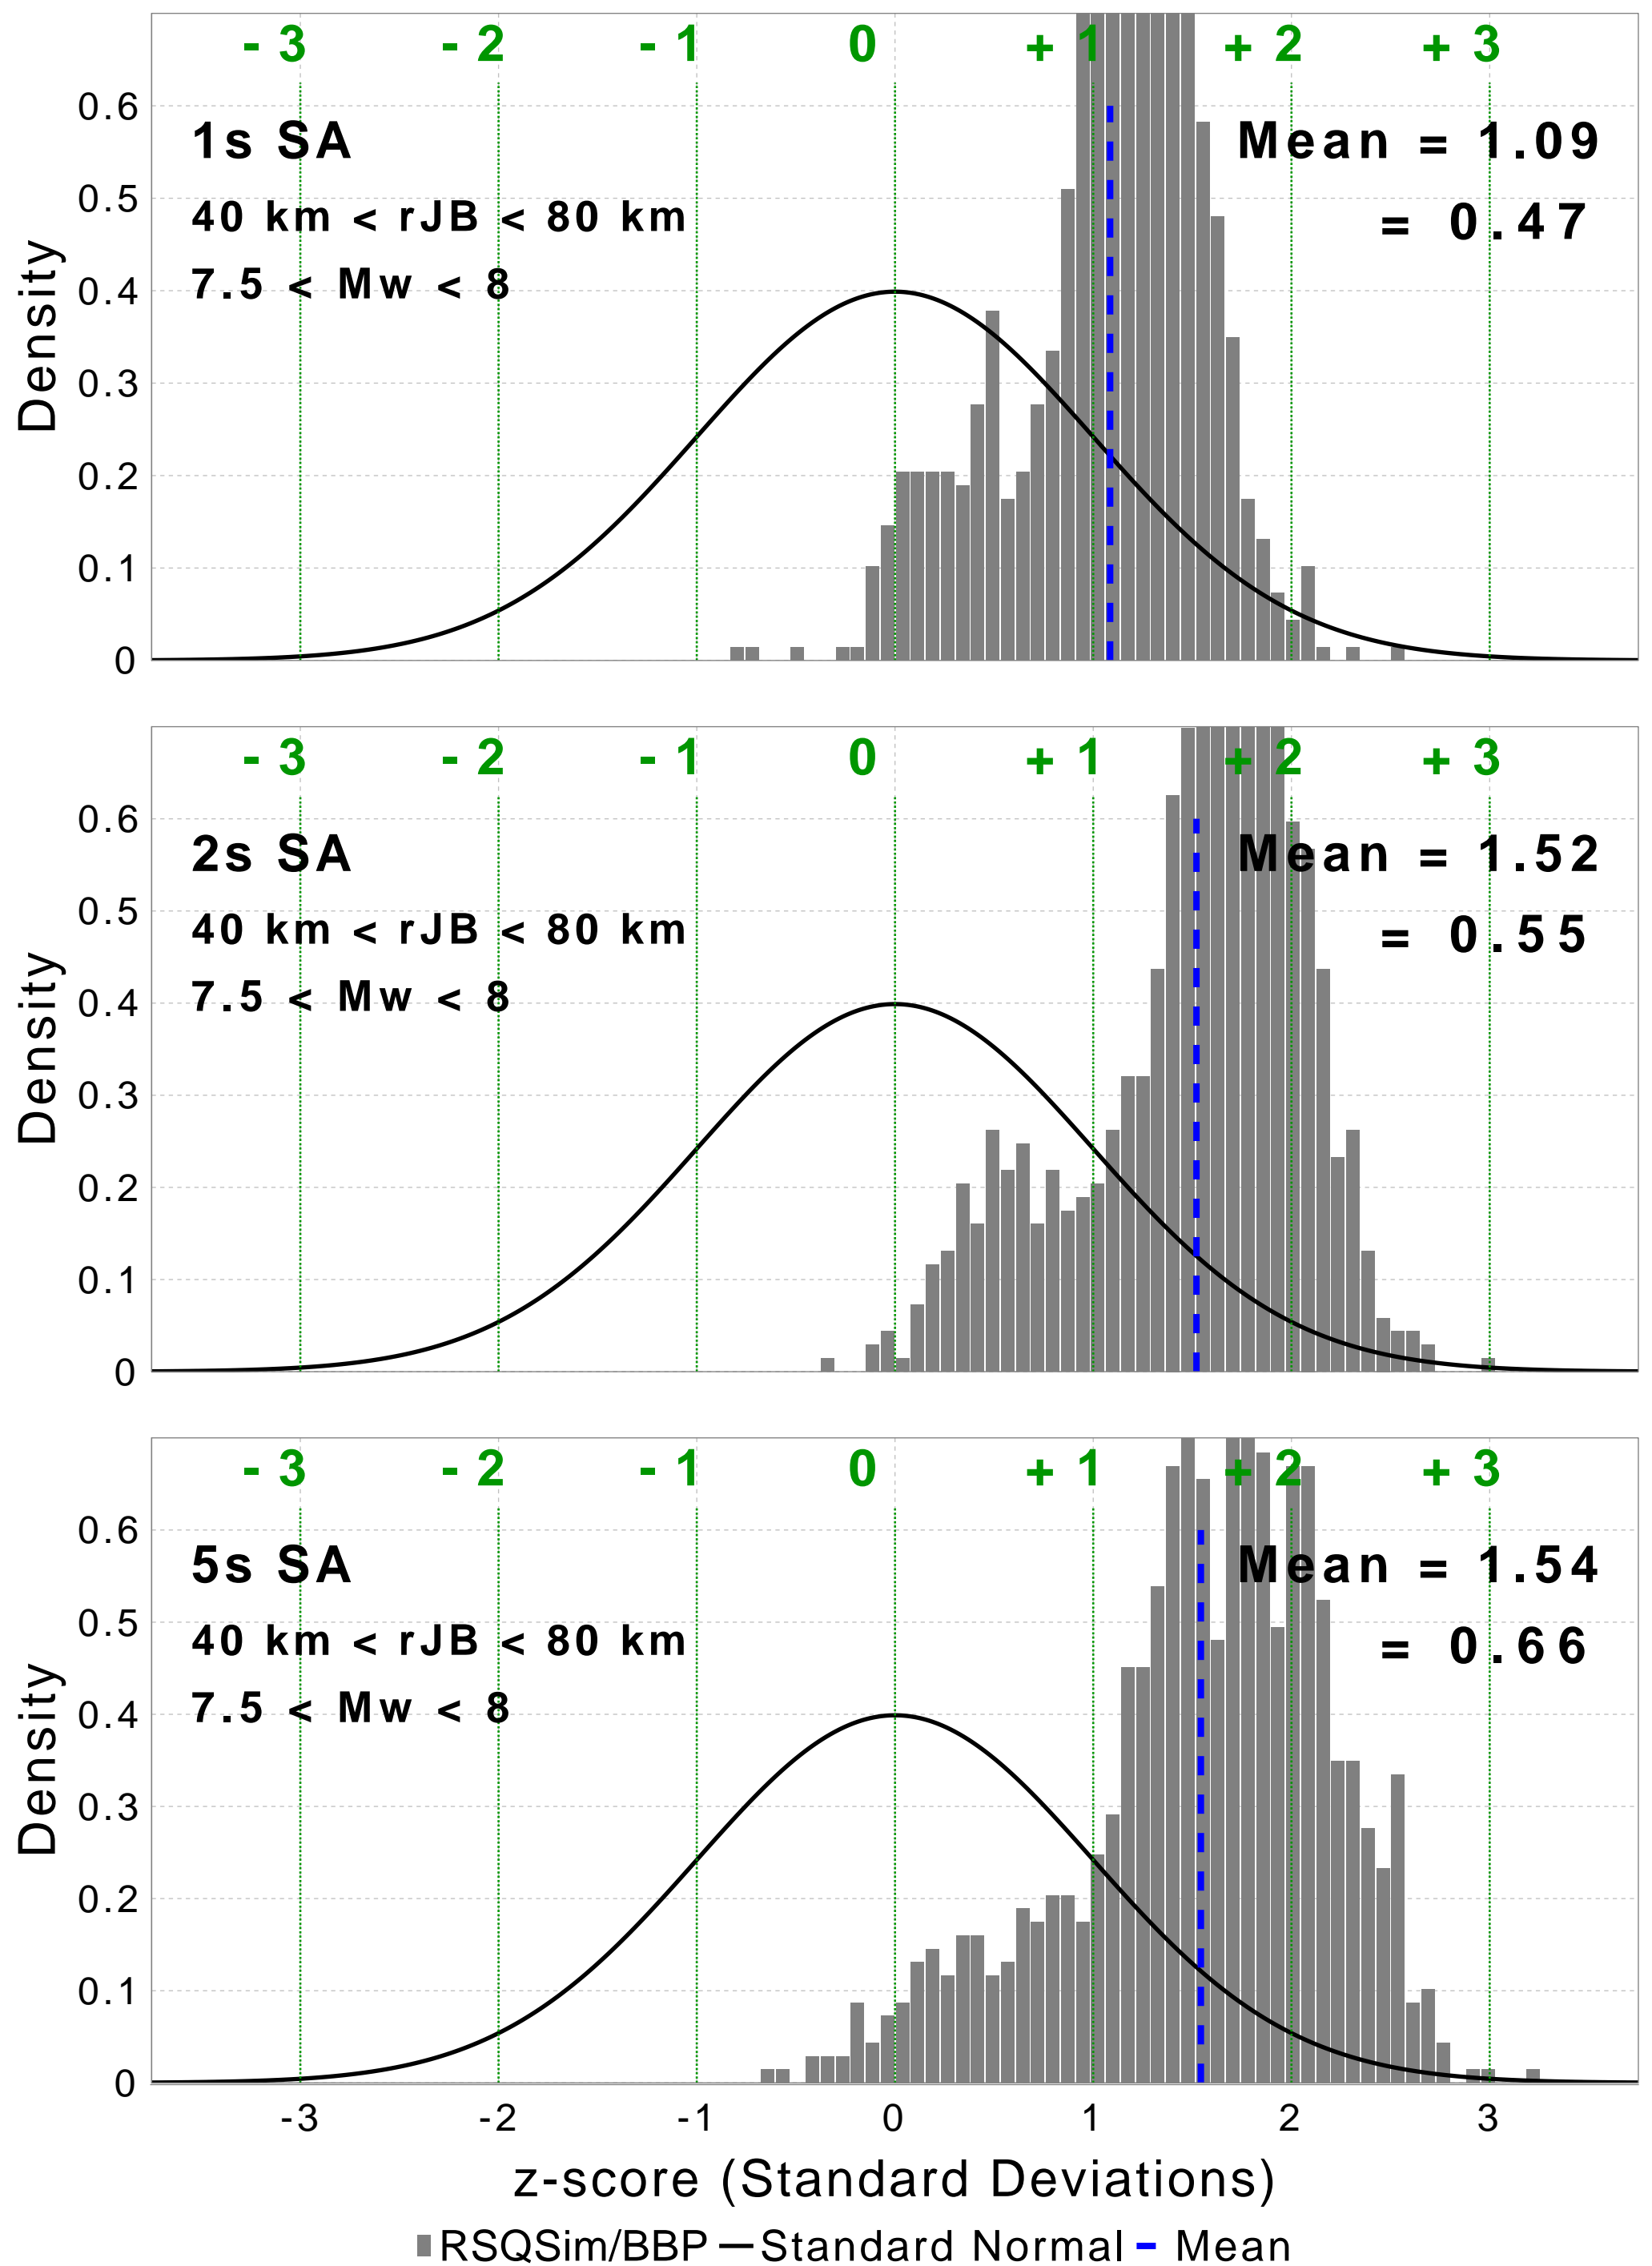 - 3 - 2 - 1 0 + 1 + 2 + 3
0.6
1s SA
Mean = 1.09
0.5
40 km < rJB < 80 km
= 0.47
0.4
7.5 < Mw < 8
0.3
0.2
0.1
0
Density
- 3 - 2 - 1 0 + 1 + 2 + 3
0.6
2s SA
Mean = 1.52
0.5
40 km < rJB < 80 km
= 0.55
0.4
7.5 < Mw < 8
0.3
0.2
0.1
0
Density
- 3 - 2 - 1 0 + 1 + 2 + 3
0.6
5s SA
Mean = 1.54
0.5
40 km < rJB < 80 km
= 0.66
0.4
7.5 < Mw < 8
0.3
0.2
0.1
0
Density
-3 -2 -1 0 1 2 3
z-score (Standard Deviations)
RSQSim/BBP Standard Normal Mean